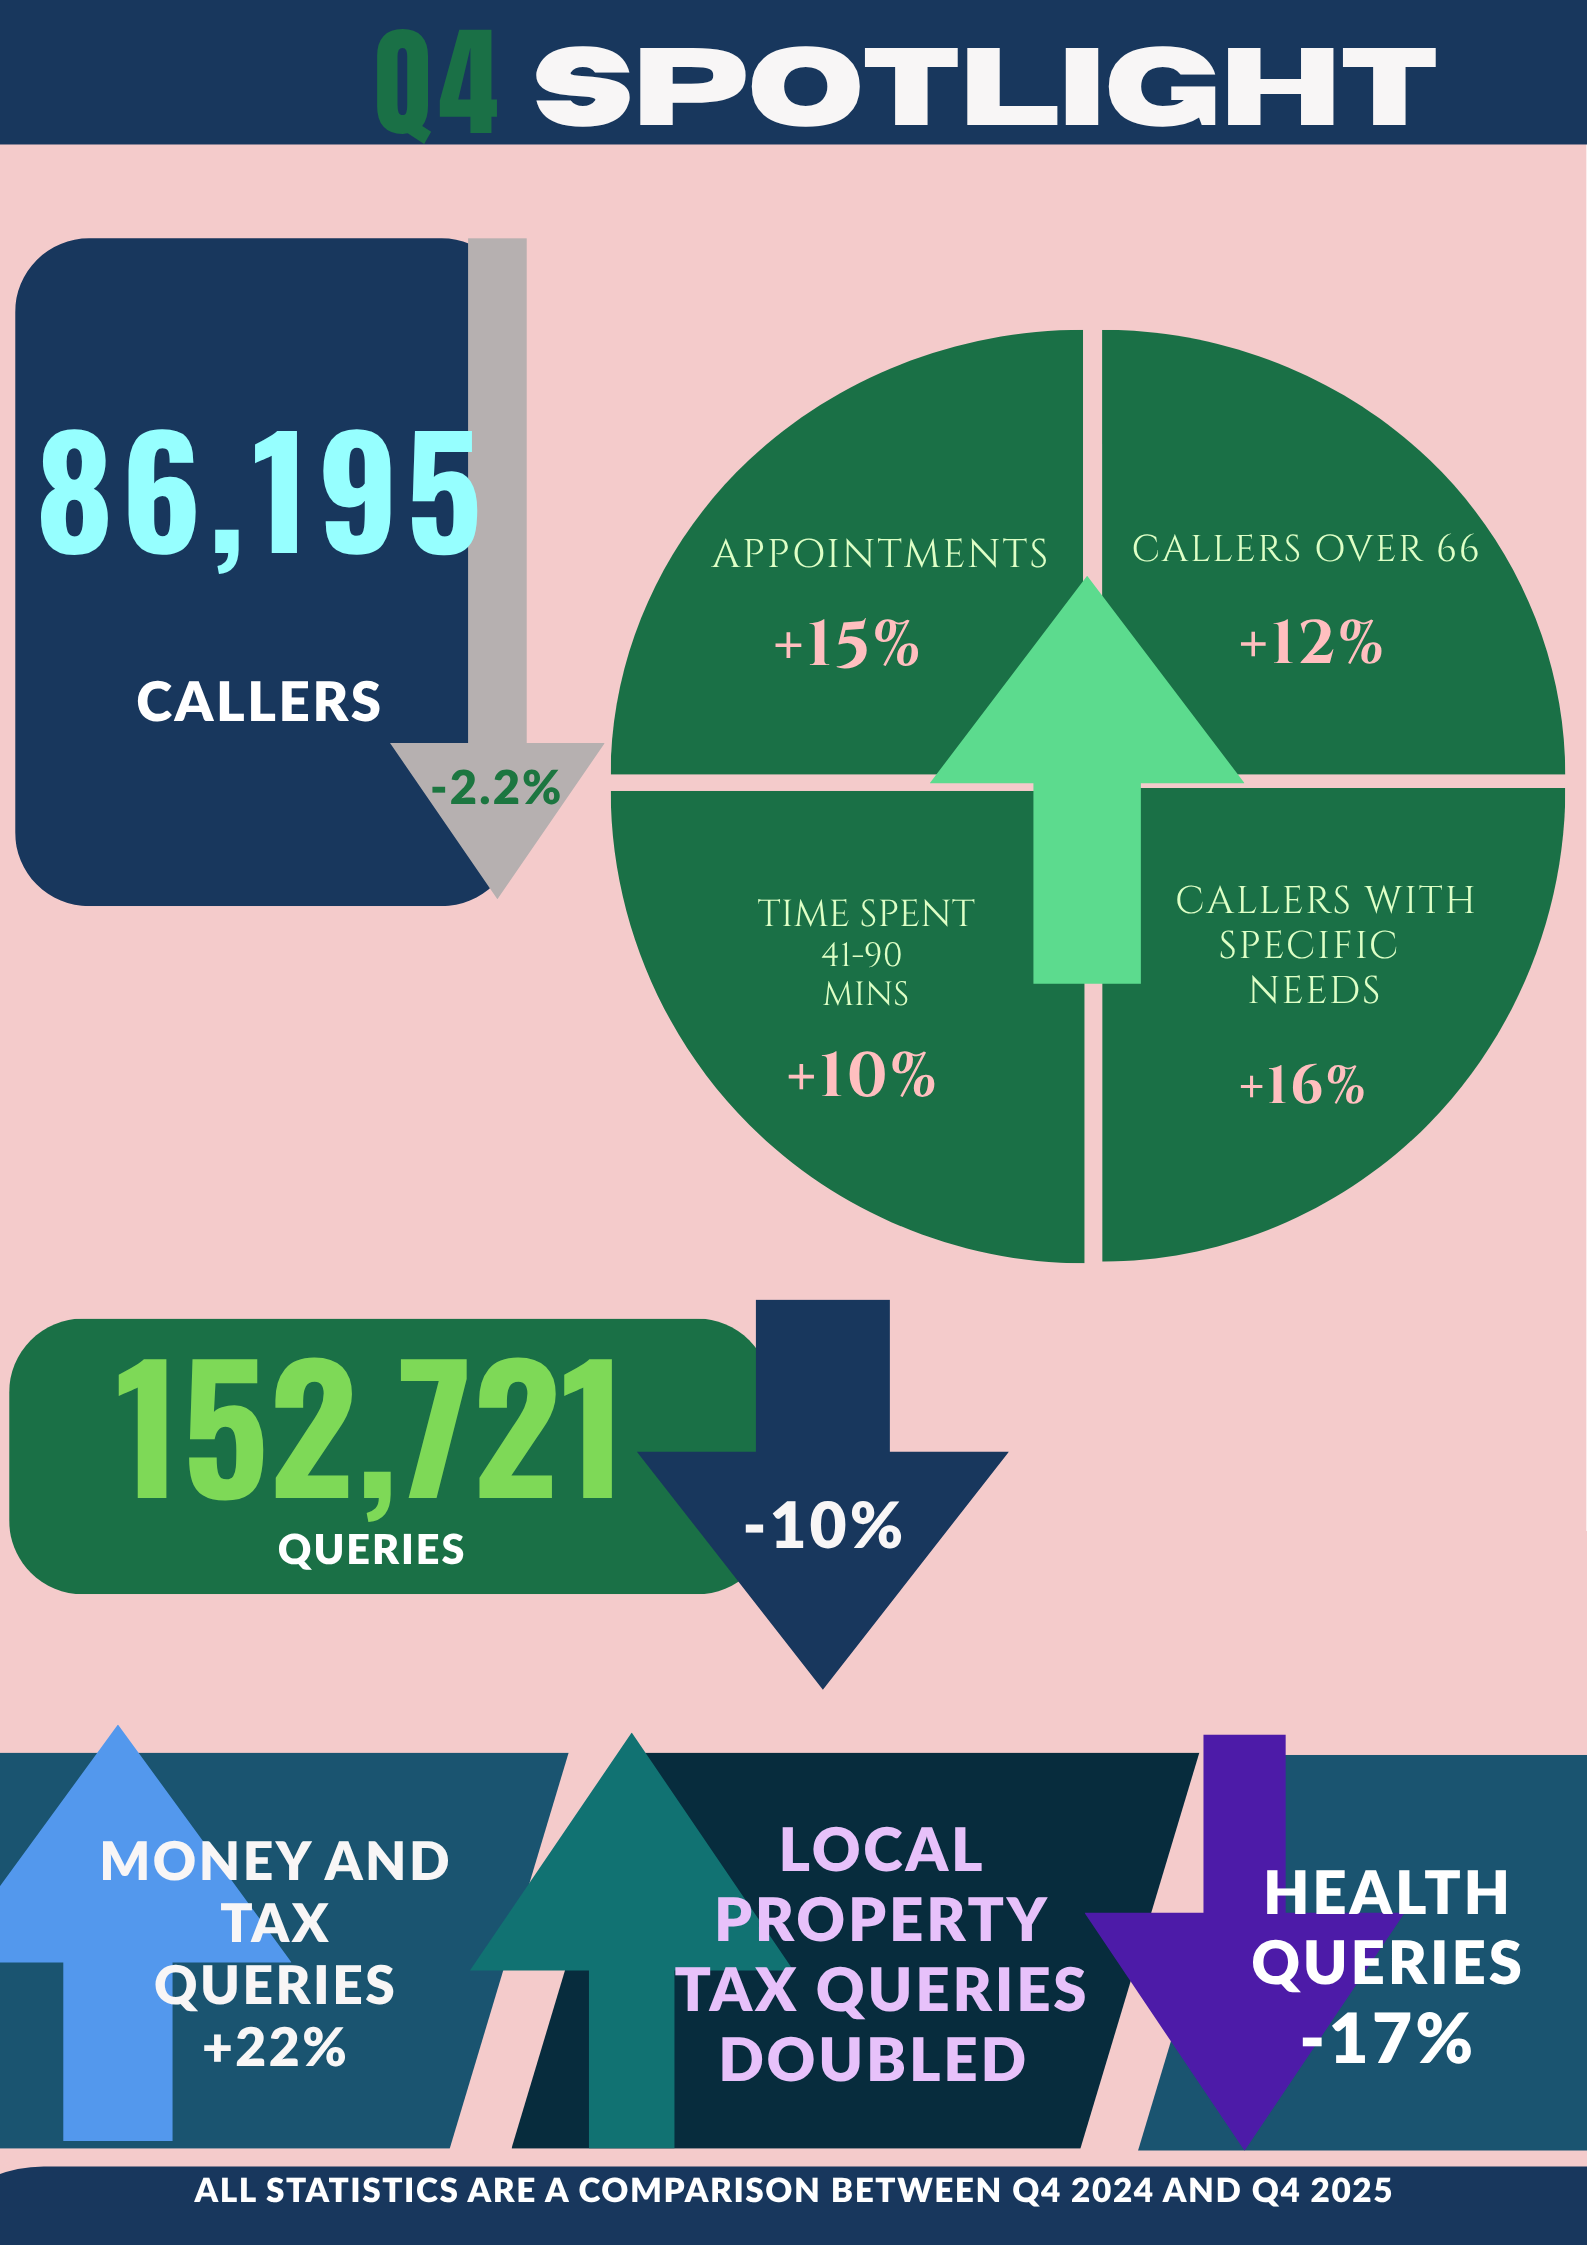 Q4 SPOTLIGHT
86,195
CALLERS
-2.2%
APPOINTMENTS
+15%
CALLERS OVER 66
+12%
TIME SPENT
41-90
MINS
+10%
CALLERS WITH
SPECIFIC
NEEDS
+16%
152,721
QUERIES
-10%
MONEY AND
TAX
QUERIES
+22%
LOCAL
PROPERTY
TAX QUERIES
DOUBLED
HEALTH
QUERIES
-17%
ALL STATISTICS ARE A COMPARISON BETWEEN Q4 2024 AND Q4 2025